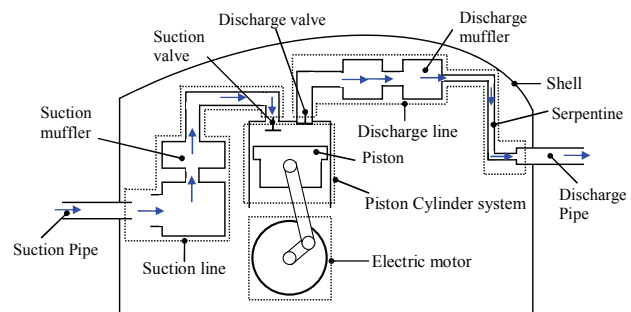 Discharge valve
Suction
valve
Discharge
muffler
Shell
Suction
muffler
Discharge line
Serpentine
Piston
Piston Cylinder system
Discharge
Pipe
Suction Pipe
Suction line
Electric motor